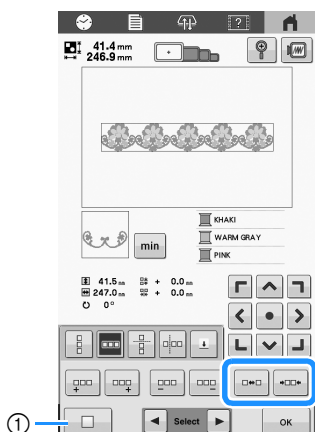 ?
41.4 mm
246.9 mm
KHAKI
WARM GRAY
PINK
min
41.5 mm + 0.0 mm
247.0 mm + 0.0 mm
0°
1
Select
OK